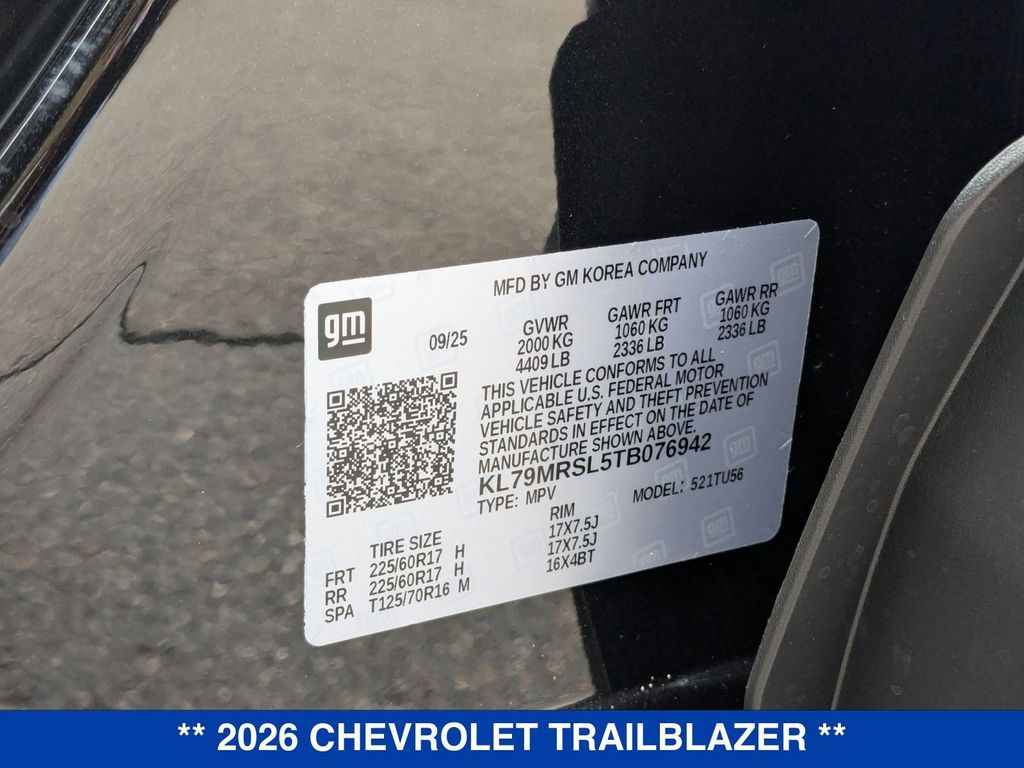 MFD BY GM KOREA COMPANY
gm
09/25
GVWR
2000 KG
4409 LB
GAWR FRT
1060 KG
2336 LB
GAWR RR
1060 KG
2336 LB
THIS VEHICLE CONFORMS TO ALL
APPLICABLE U.S. FEDERAL MOTOR
VEHICLE SAFETY AND THEFT PREVENTION
STANDARDS IN EFFECT ON THE DATE OF
MANUFACTURE SHOWN ABOVE.
KL79MRSL5TB076942
TYPE: MPV MODEL: 521TU56
TIRE SIZE RIM
FRT 225/60R17 H 17X7.5J
RR 225/60R17 H 17X7.5J
SPA T125/70R16 M 16X4BT
** 2026 CHEVROLET TRAILBLAZER **